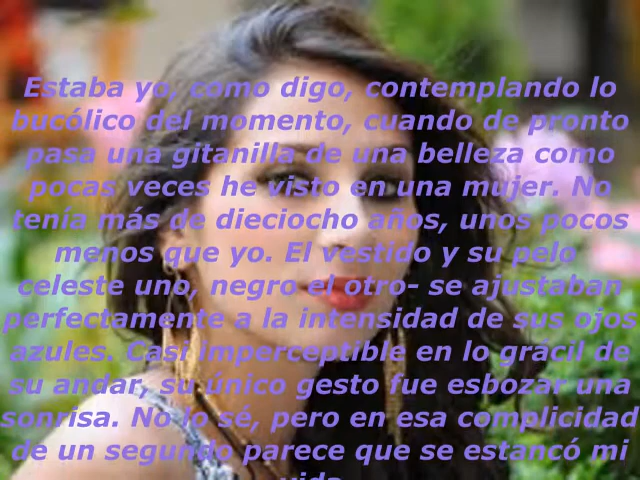 Estaba yo, como digo, contemplando lo
bucólico del momento, cuando de pronto
pasa una gitanilla de una belleza como
pocas veces he visto en una mujer. No
tenía más de dieciocho años, unos pocos
menos que yo. El vestido y su pelo
celeste uno, negro el otro- se ajustaban
perfectamente a la intensidad de sus ojos
azules. Casi imperceptible en lo grácil de
su andar, su único gesto fue esbozar una
sonrisa. No lo sé, pero en esa complicidad
de un segundo parece que se estancó mi
vida